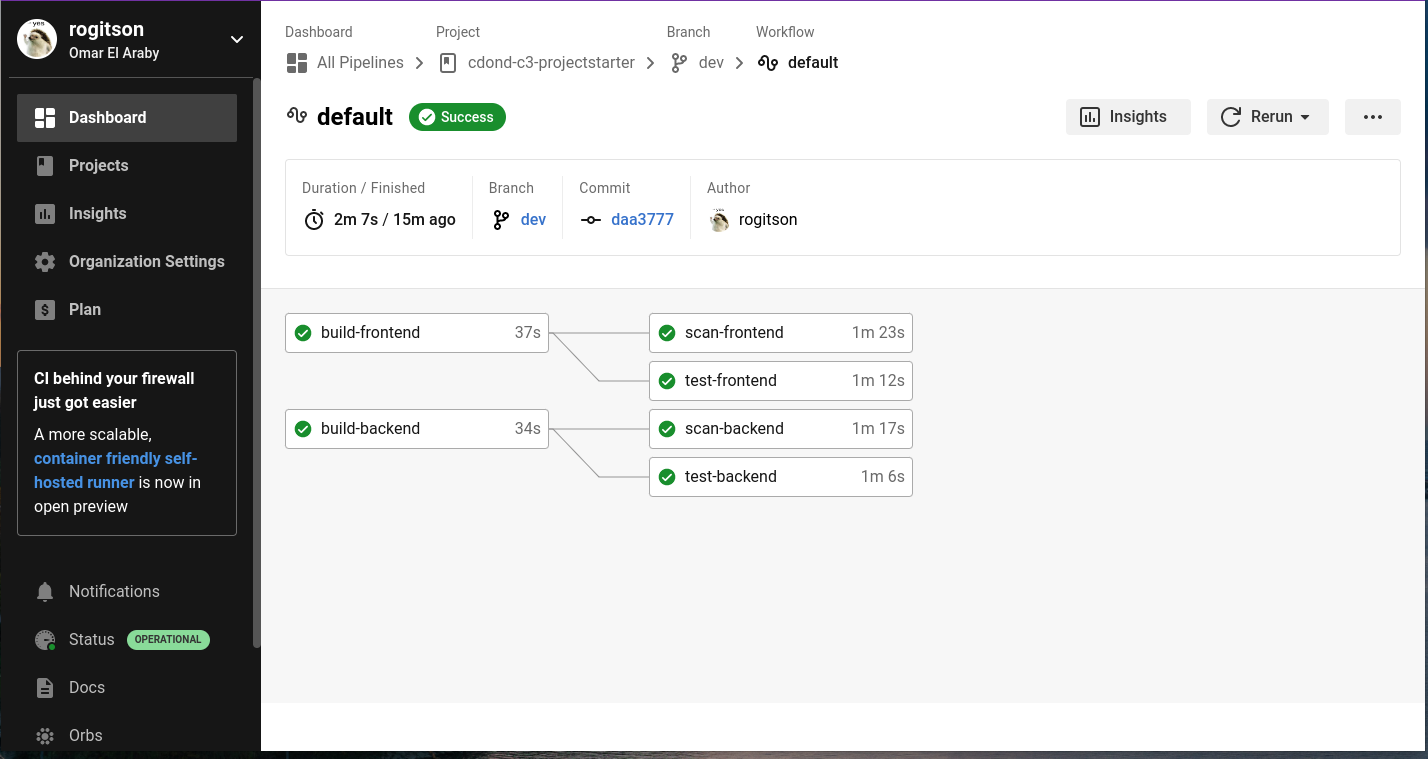 yes
rogitson
Omar El Araby
Dashboard
Projects
Insights
Organization Settings
Plan
CI behind your firewall
just got easier
A more scalable,
container friendly self-
hosted runner is now in
open preview
Notifications
Status OPERATIONAL
Docs
Orbs
Dashboard Project Branch Workflow
All Pipelines cdond-c3-projectstarter dev default
default Success Insights Rerun
Duration / Finished Branch Commit Author
2m 7s / 15m ago dev daa3777 rogitson
build-frontend 37s scan-frontend 1m 23s
test-frontend 1m 12s
build-backend 34s scan-backend 1m 17s
test-backend 1m 6s